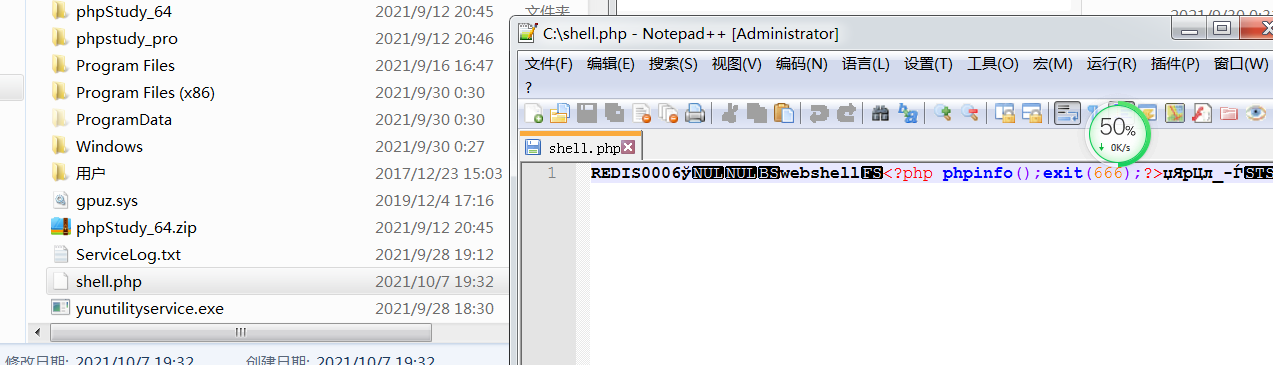 phpStudy_64 2021/9/12 20:45 文件夹
phpstudy_pro 2021/9/12 20:46
Program Files 2021/9/16 16:47
Program Files (x86) 2021/9/30 0:30
ProgramData 2021/9/30 0:30
Windows 2021/9/30 0:27
用户 2017/12/23 15:03
gpuz.sys 2019/12/4 17:16
phpStudy_64.zip 2021/9/12 20:45
ServiceLog.txt 2021/9/28 19:12
shell.php 2021/10/7 19:32
yunutilityservice.exe 2021/9/28 18:30
修改日期: 2021/10/7 19:32 创建日期: 2021/10/7 19:32
C:\shell.php - Notepad++ [Administrator]
文件(F) 编辑(E) 搜索(S) 视图(V) 编码(N) 语言(L) 设置(T) 工具(O) 宏(M) 运行(R) 插件(P) 窗口(W)
?
50%
0K/s
shell.php
1 REDIS0006ÿNULNULBSwebshellFS<?php phpinfo();exit(666);?>